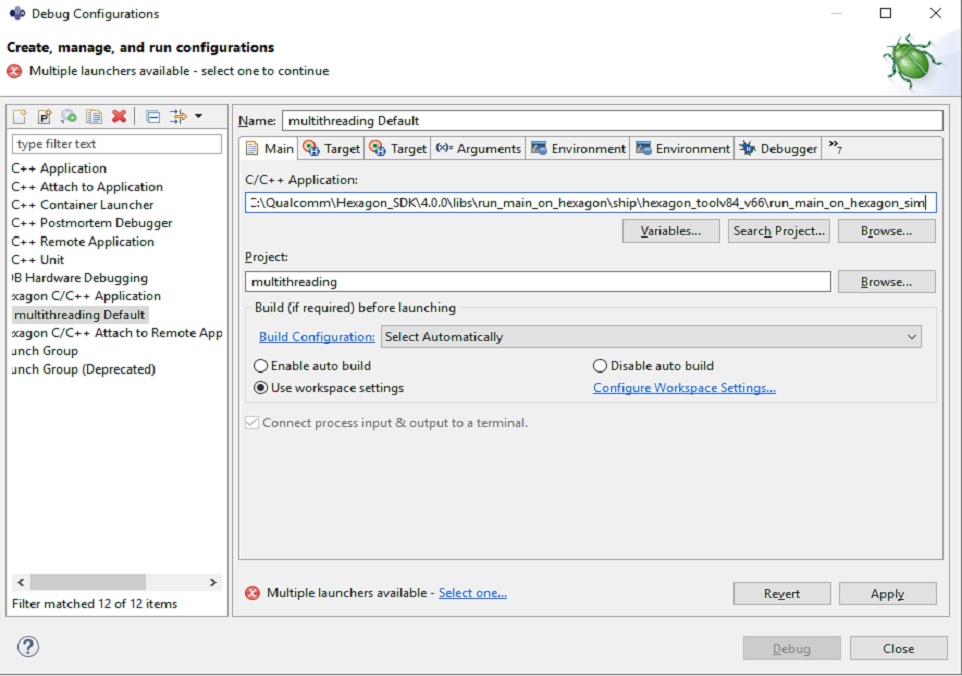 Debug Configurations
Create, manage, and run configurations
Multiple launchers available - select one to continue
type filter text
C++ Application
C++ Attach to Application
C++ Container Launcher
C++ Postmortem Debugger
C++ Remote Application
C++ Unit
B Hardware Debugging
exagon C/C++ Application
multithreading Default
exagon C/C++ Attach to Remote App
unch Group
unch Group (Deprecated)
Filter matched 12 of 12 items
Name: multithreading Default
Main Target Target (x)= Arguments Environment Environment Debugger »7
C/C++ Application:
C:\Qualcomm\Hexagon_SDK\4.0.0\libs\run_main_on_hexagon\ship\hexagon_toolv84_v66\run_main_on_hexagon_sim
Variables... Search Project... Browse...
Project:
multithreading Browse...
Build (if required) before launching
Build Configuration: Select Automatically
Enable auto build Disable auto build
Use workspace settings Configure Workspace Settings...
Connect process input & output to a terminal.
Multiple launchers available - Select one... Revert Apply
? Debug Close